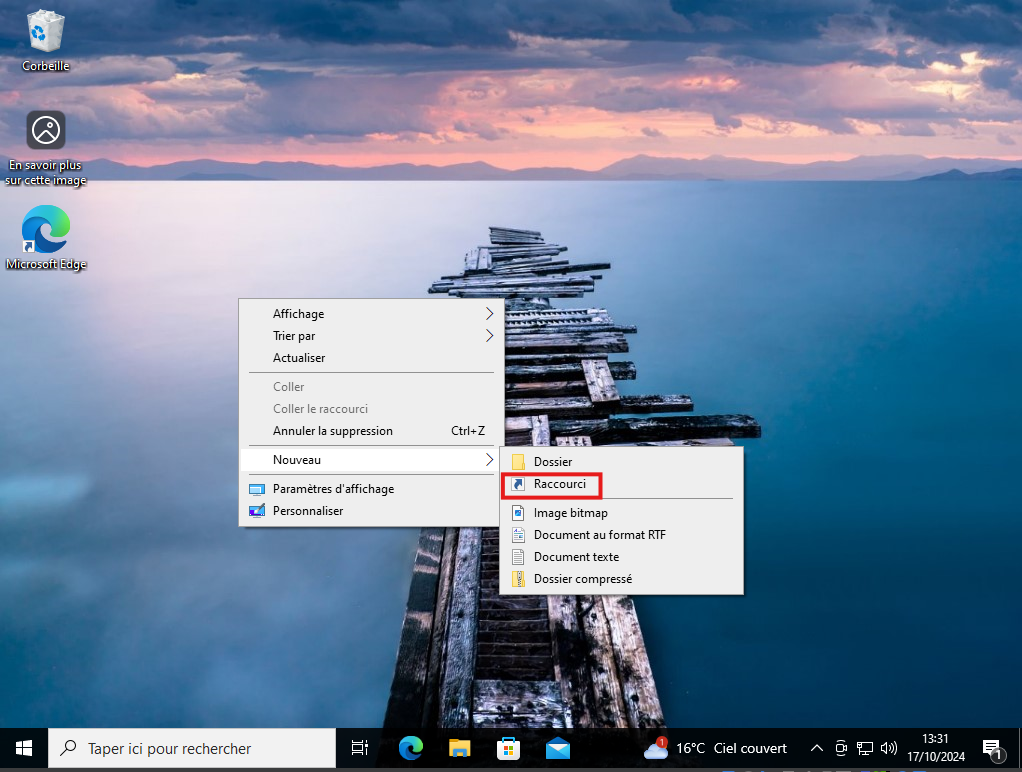 Corbeille
En savoir plus
sur cette image
Microsoft Edge
Affichage
Trier par
Actualiser
Coller
Coller le raccourci
Annuler la suppression Ctrl+Z
Nouveau
Paramètres d'affichage
Personnaliser
Dossier
Raccourci
Image bitmap
Document au format RTF
Document texte
Dossier compressé
Taper ici pour rechercher
1
16°C Ciel couvert
13:31
17/10/2024
1